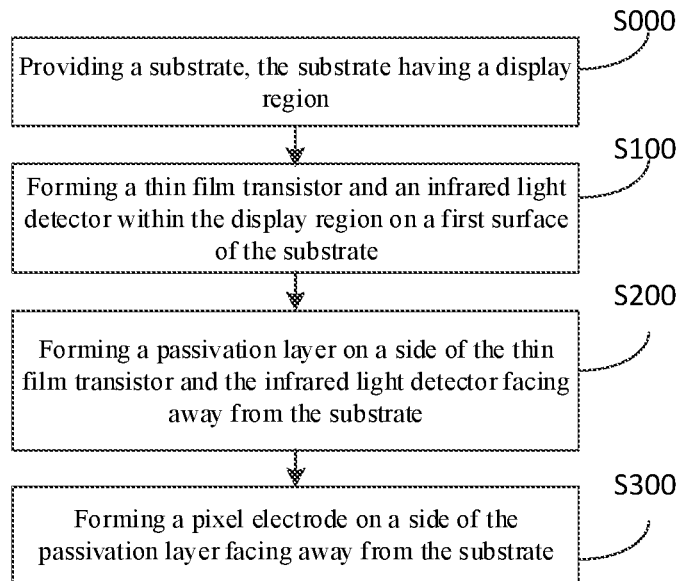 S000
Providing a substrate, the substrate having a display
region
S100
Forming a thin film transistor and an infrared light
detector within the display region on a first surface
of the substrate
S200
Forming a passivation layer on a side of the thin
film transistor and the infrared light detector facing
away from the substrate
S300
Forming a pixel electrode on a side of the
passivation layer facing away from the substrate